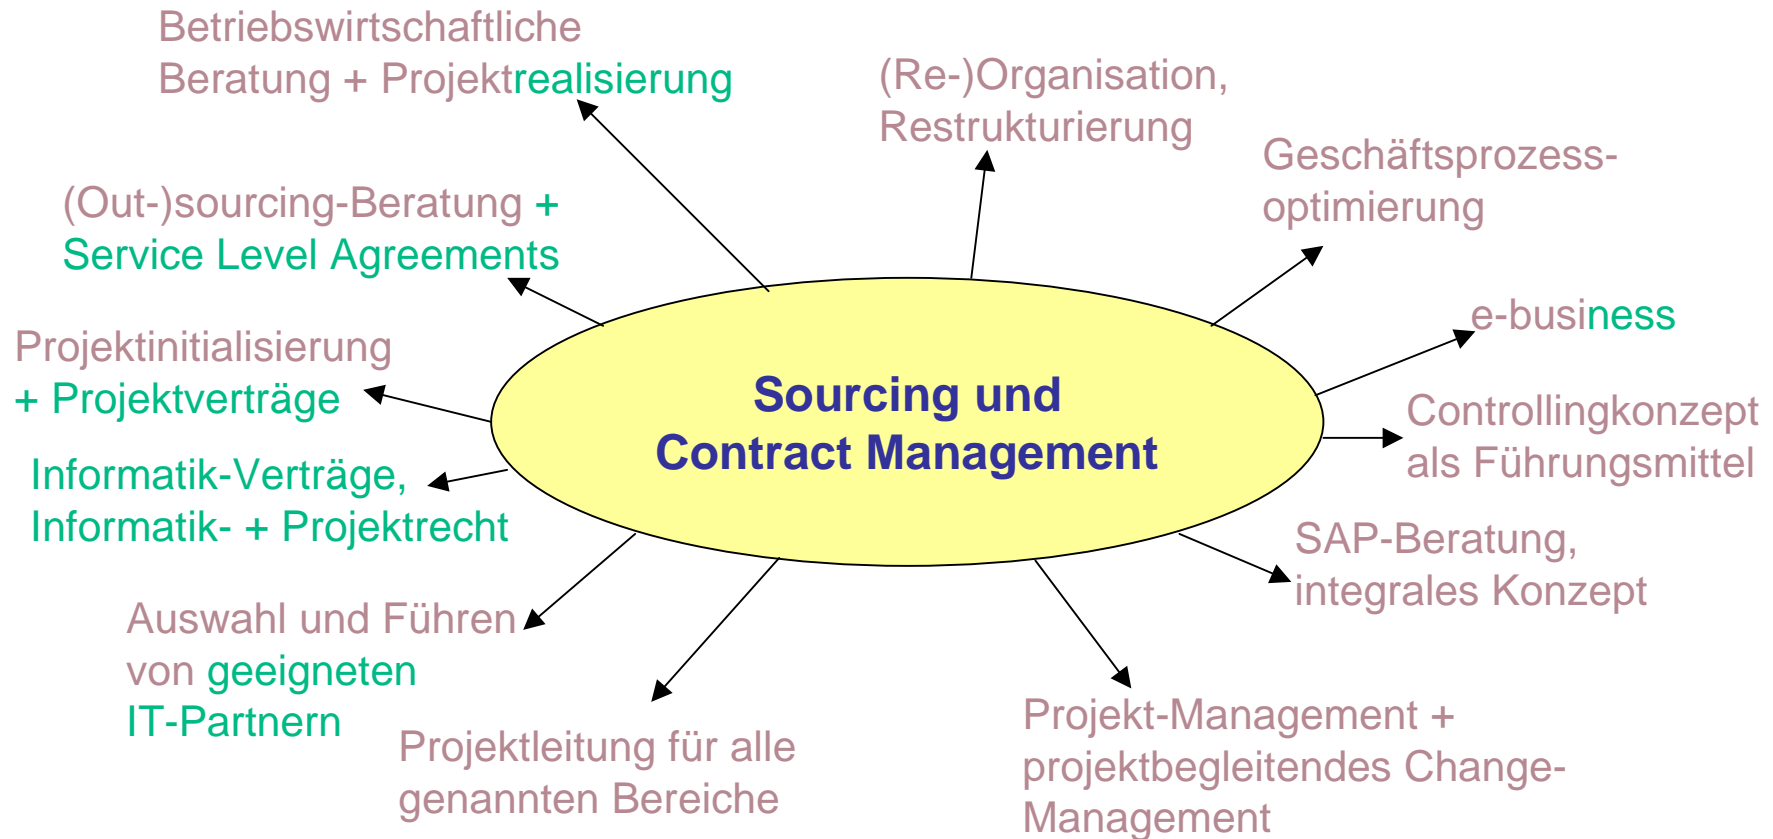 Betriebswirtschaftliche
Beratung + Projektrealisierung
(Re-)Organisation,
Restrukturierung
Geschäftsprozess-
optimierung
(Out-)sourcing-Beratung +
Service Level Agreements
e-business
Projektinitialisierung
+ Projektverträge
Sourcing und
Contract Management
Controllingkonzept
als Führungsmittel
Informatik-Verträge,
Informatik- + Projektrecht
SAP-Beratung,
integrales Konzept
Auswahl und Führen
von geeigneten
IT-Partnern
Projektleitung für alle
genannten Bereiche
Projekt-Management +
projektbegleitendes Change-
Management